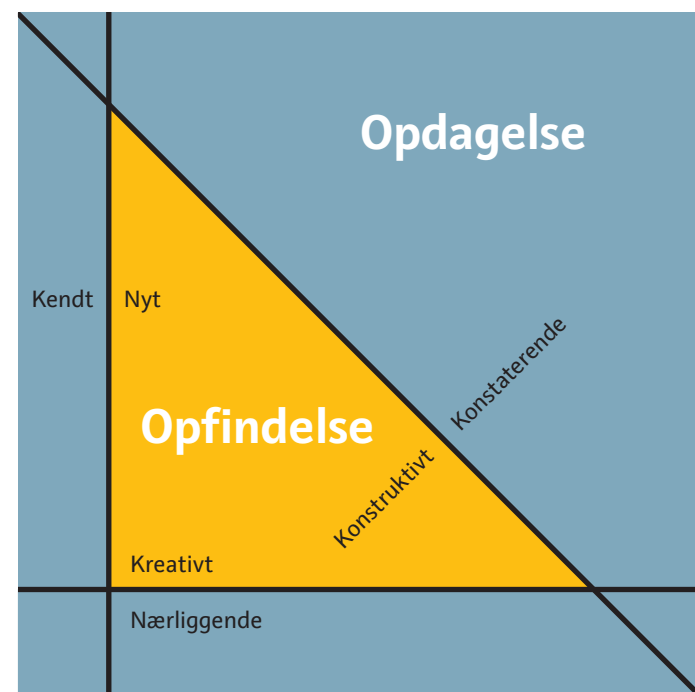 Opdagelse
Kendt
Nyt
Konstaterende
Opfindelse
Konstruktivt
Kreativt
Nærliggende